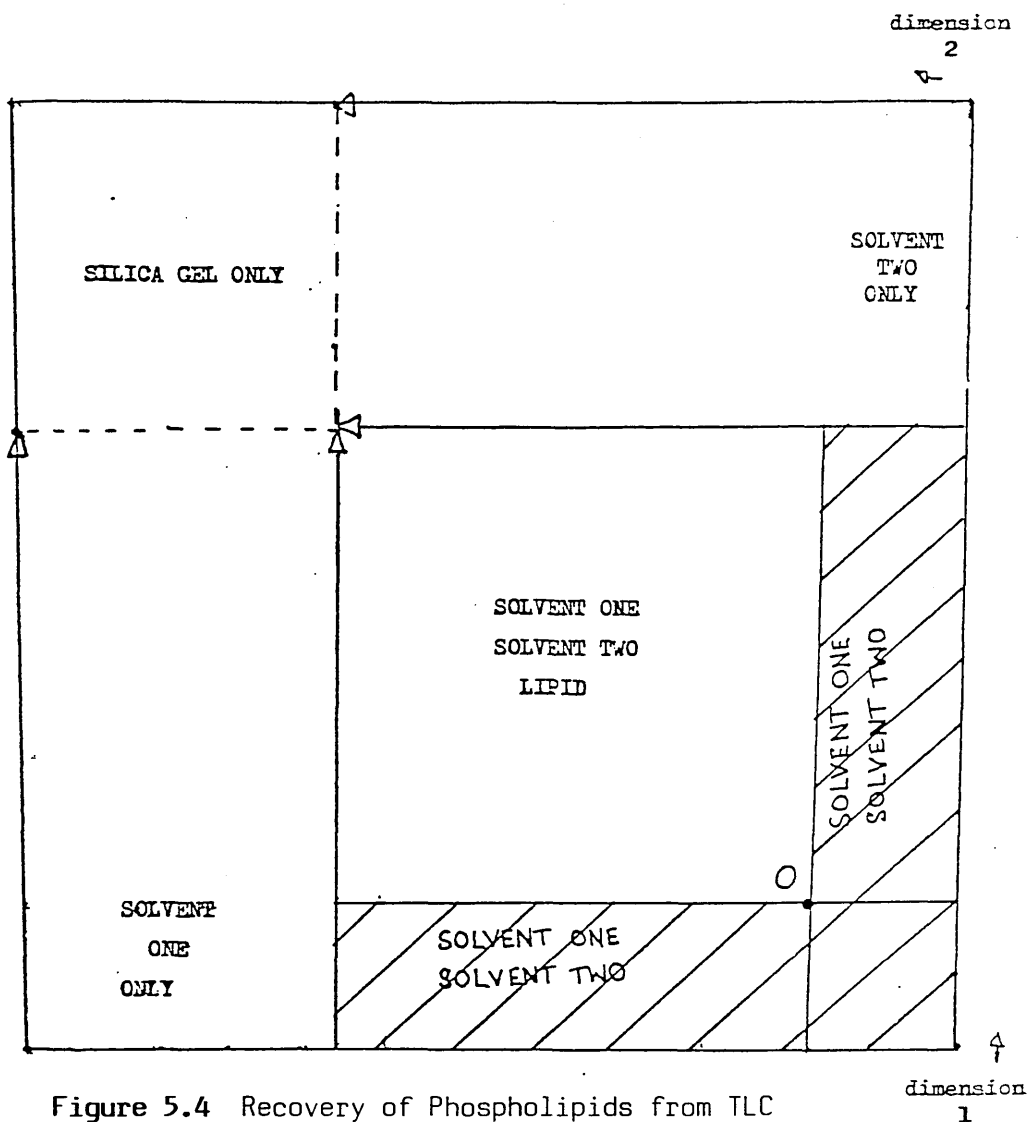 dimension
2
SILICA GEL ONLY
SOLVENT
TWO
ONLY
SOLVENT ONE
SOLVENT TWO
LIPID
SOLVENT ONE
SOLVENT TWO
O
SOLVENT
ONE
ONLY
SOLVENT ONE
SOLVENT TWO
dimension
1
Figure 5.4 Recovery of Phospholipids from TLC